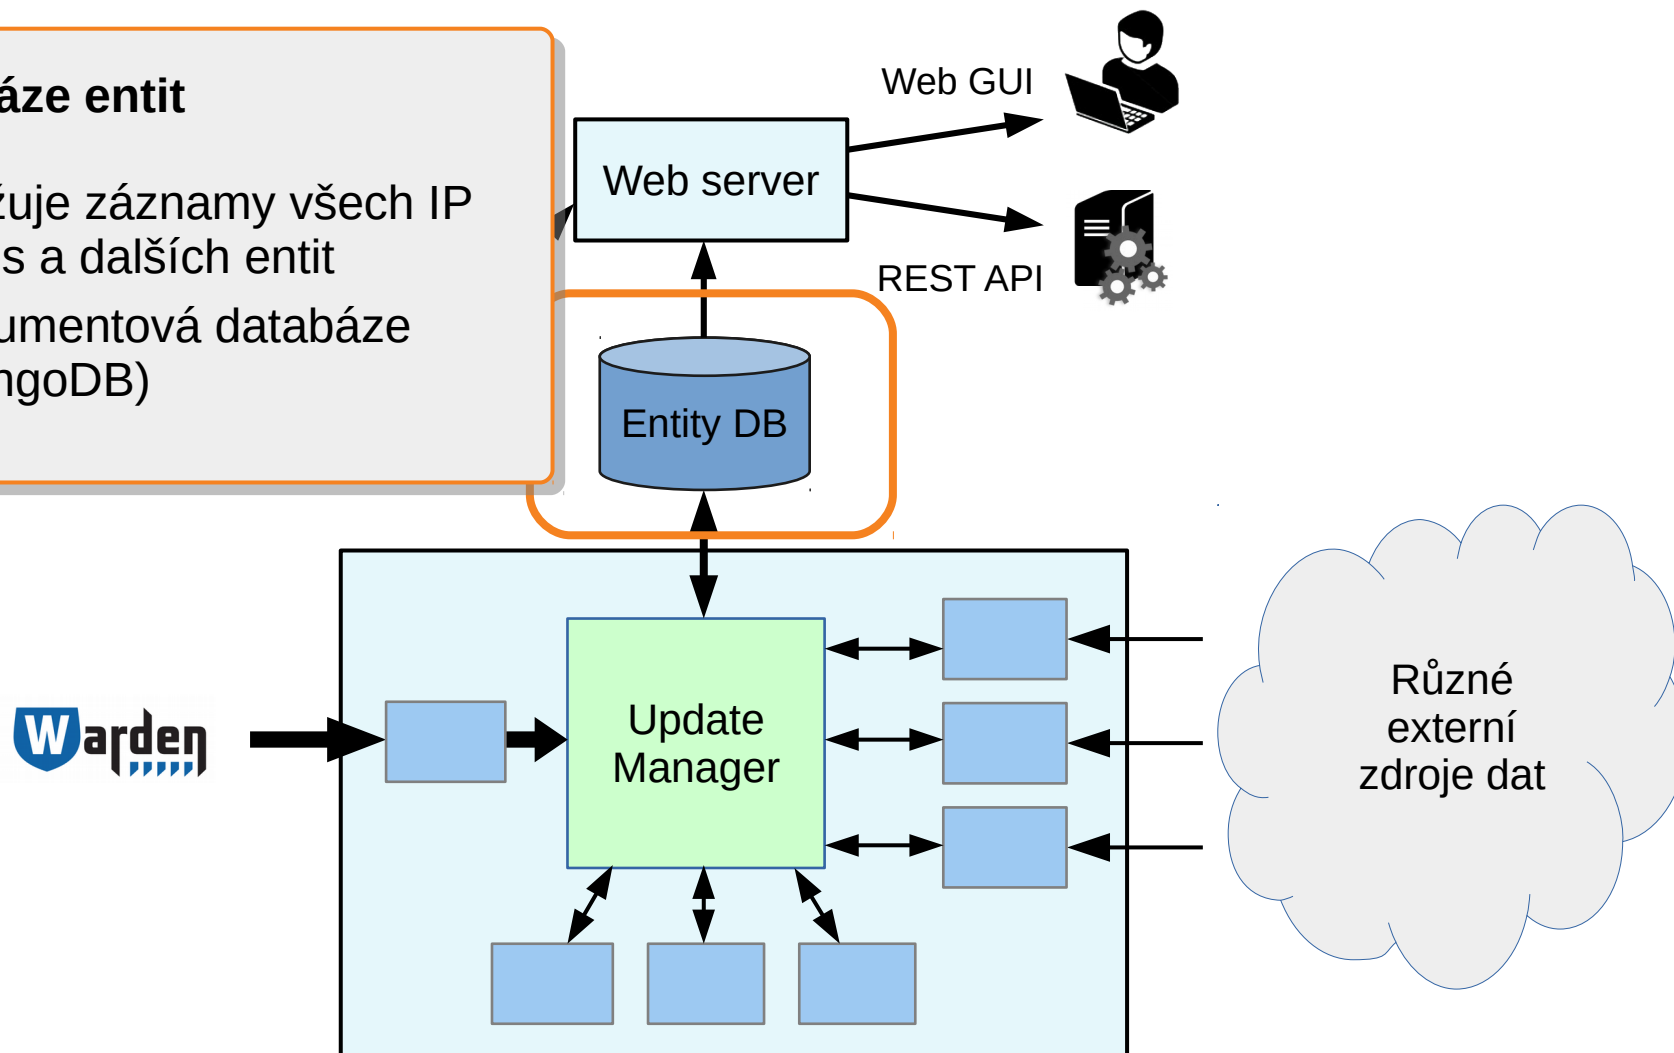 áze entit
žuje záznamy všech IP
s a dalších entit
umentová databáze
ngoDB)
Web GUI
Web server
REST API
Entity DB
Update
Manager
Warden
Různé
externí
zdroje dat